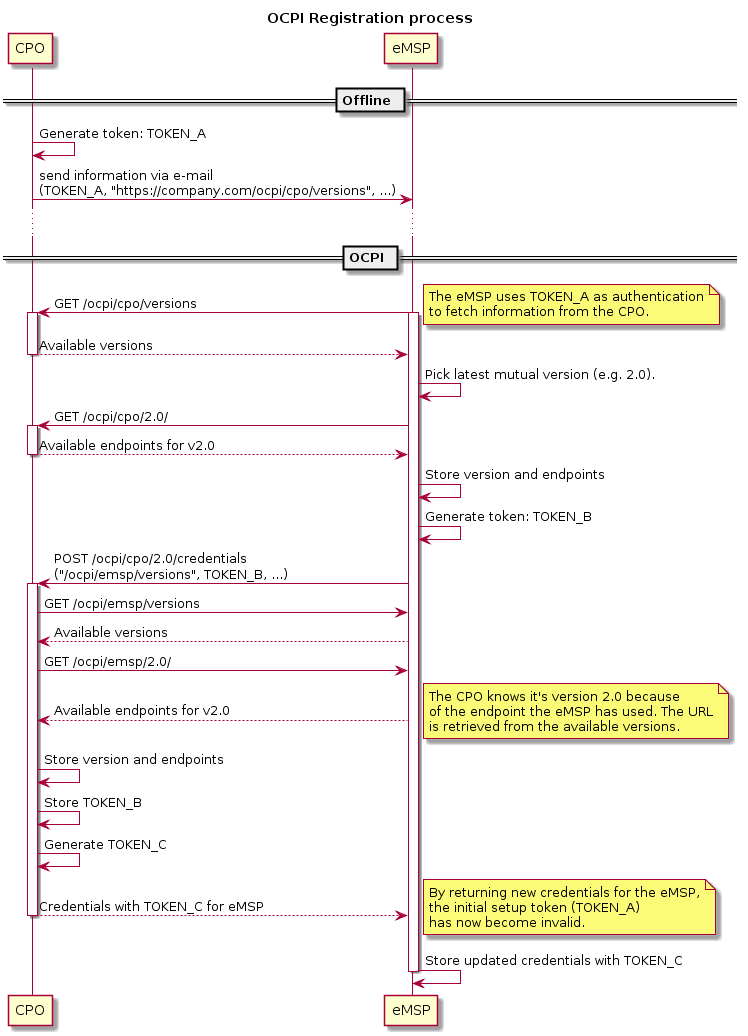 OCPI Registration process
CPO
eMSP
Offline
Generate token: TOKEN_A
send information via e-mail
(TOKEN_A, "https://company.com/ocpi/cpo/versions", ...)
OCPI
GET /ocpi/cpo/versions
The eMSP uses TOKEN_A as authentication
to fetch information from the CPO.
Available versions
Pick latest mutual version (e.g. 2.0).
GET /ocpi/cpo/2.0/
Available endpoints for v2.0
Store version and endpoints
Generate token: TOKEN_B
POST /ocpi/cpo/2.0/credentials
("/ocpi/emsp/versions", TOKEN_B, ...)
GET /ocpi/emsp/versions
Available versions
GET /ocpi/emsp/2.0/
Available endpoints for v2.0
The CPO knows it's version 2.0 because
of the endpoint the eMSP has used. The URL
is retrieved from the available versions.
Store version and endpoints
Store TOKEN_B
Generate TOKEN_C
Credentials with TOKEN_C for eMSP
By returning new credentials for the eMSP,
the initial setup token (TOKEN_A)
has now become invalid.
Store updated credentials with TOKEN_C
CPO
eMSP